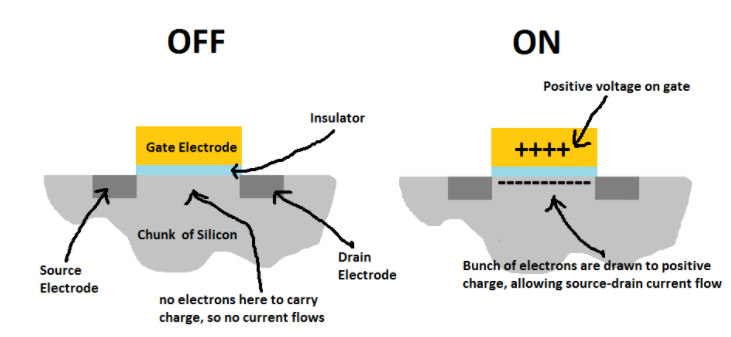 OFF
ON
Positive voltage on gate
Insulator
Gate Electrode
++++
----------
Chunk of Silicon
Source
Electrode
Drain
Electrode
no electrons here to carry
charge, so no current flows
Bunch of electrons are drawn to positive
charge, allowing source-drain current flow